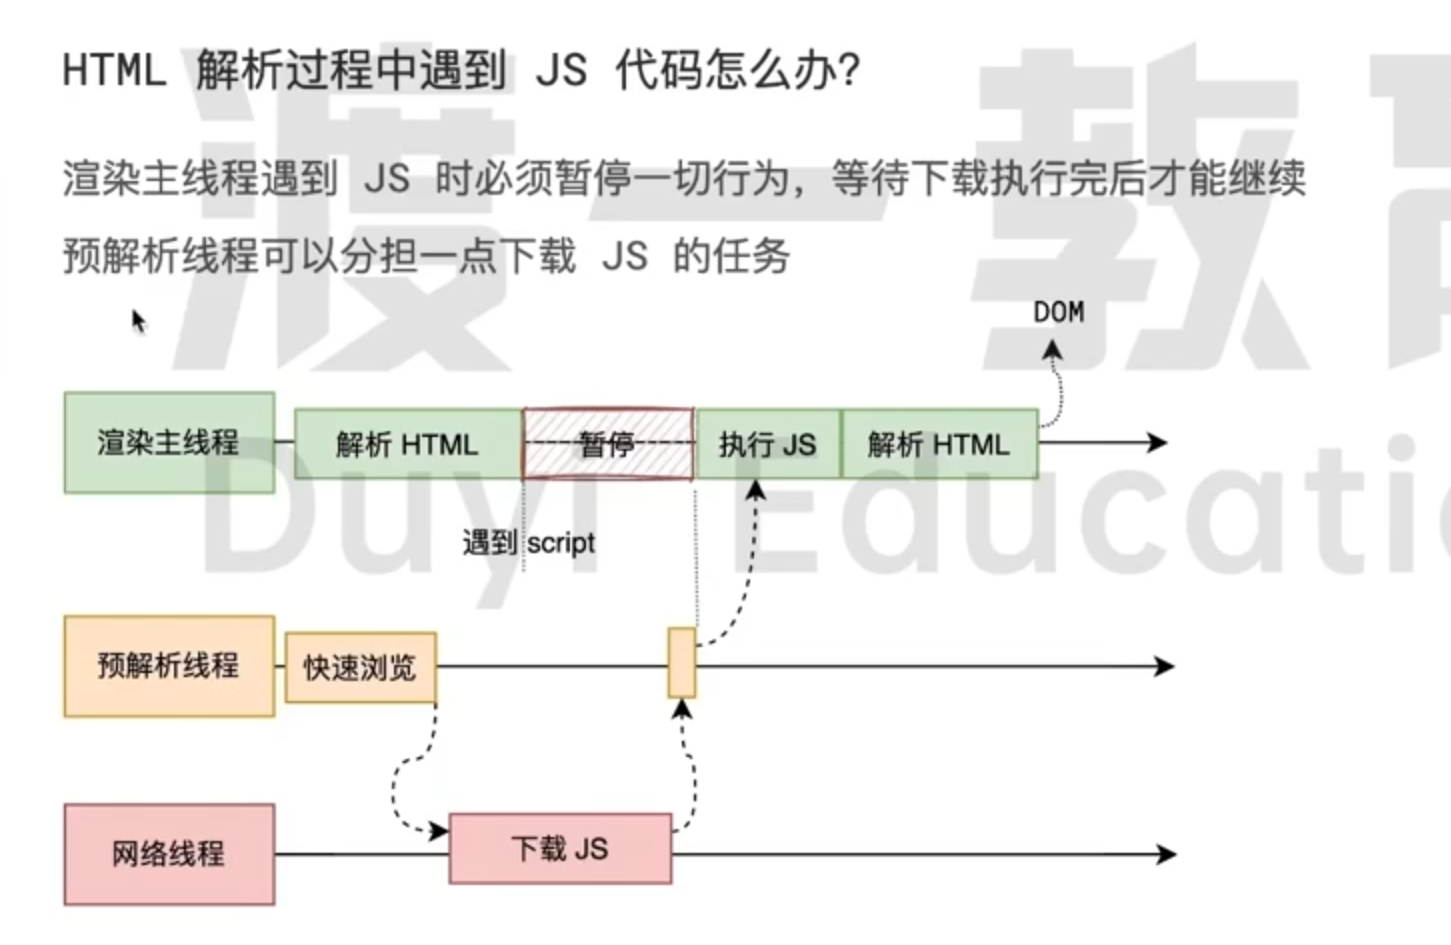 HTML 解析过程中遇到 JS 代码怎么办？
渲染主线程遇到 JS 时必须暂停一切行为，等待下载执行完后才能继续
预解析线程可以分担一点下载 JS 的任务
DOM
渲染主线程
解析 HTML
暂停
执行 JS
解析 HTML
遇到 script
预解析线程
快速浏览
网络线程
下载 JS
渡一教育
Duyi Educati